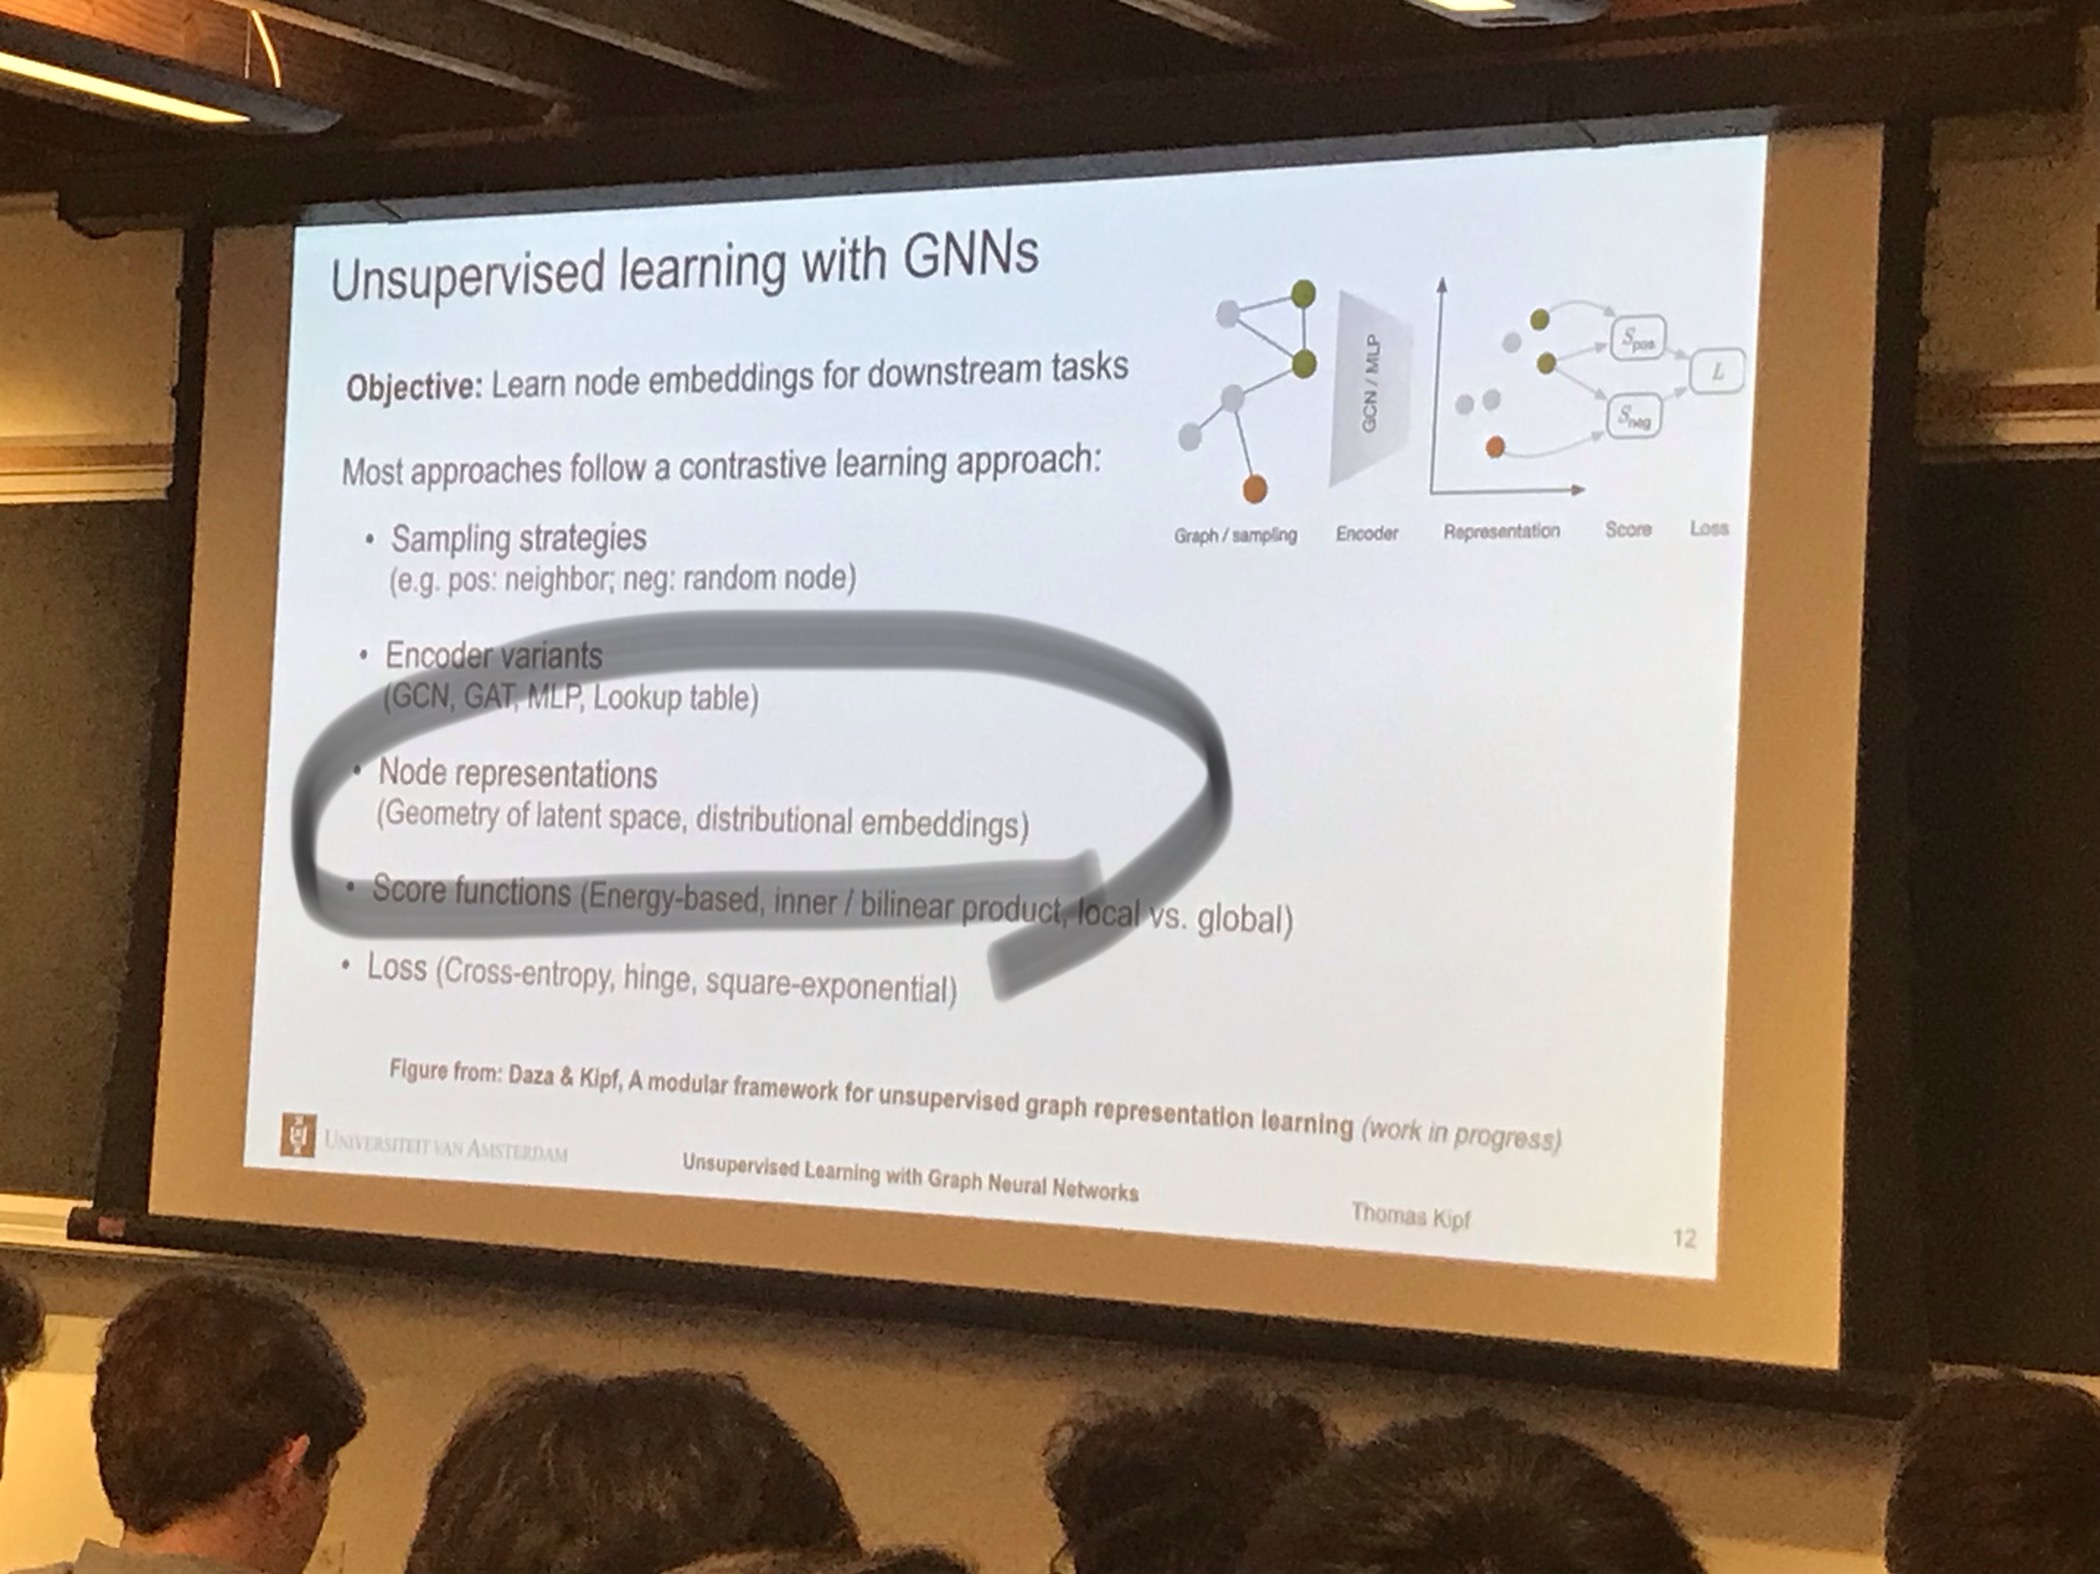 Unsupervised learning with GNNs
Objective: Learn node embeddings for downstream tasks
Most approaches follow a contrastive learning approach:
• Sampling strategies
(e.g. pos: neighbor; neg: random node)
• Encoder variants
(GCN, GAT, MLP, Lookup table)
• Node representations
(Geometry of latent space, distributional embeddings)
• Score functions (Energy-based, inner / bilinear product, local vs. global)
• Loss (Cross-entropy, hinge, square-exponential)
GCN / MLP
Spos
Sneg
L
Graph / sampling
Encoder
Representation
Score
Loss
Figure from: Daza & Kipf, A modular framework for unsupervised graph representation learning (work in progress)
UNIVERSITEIT VAN AMSTERDAM
Unsupervised Learning with Graph Neural Networks
Thomas Kipf
12